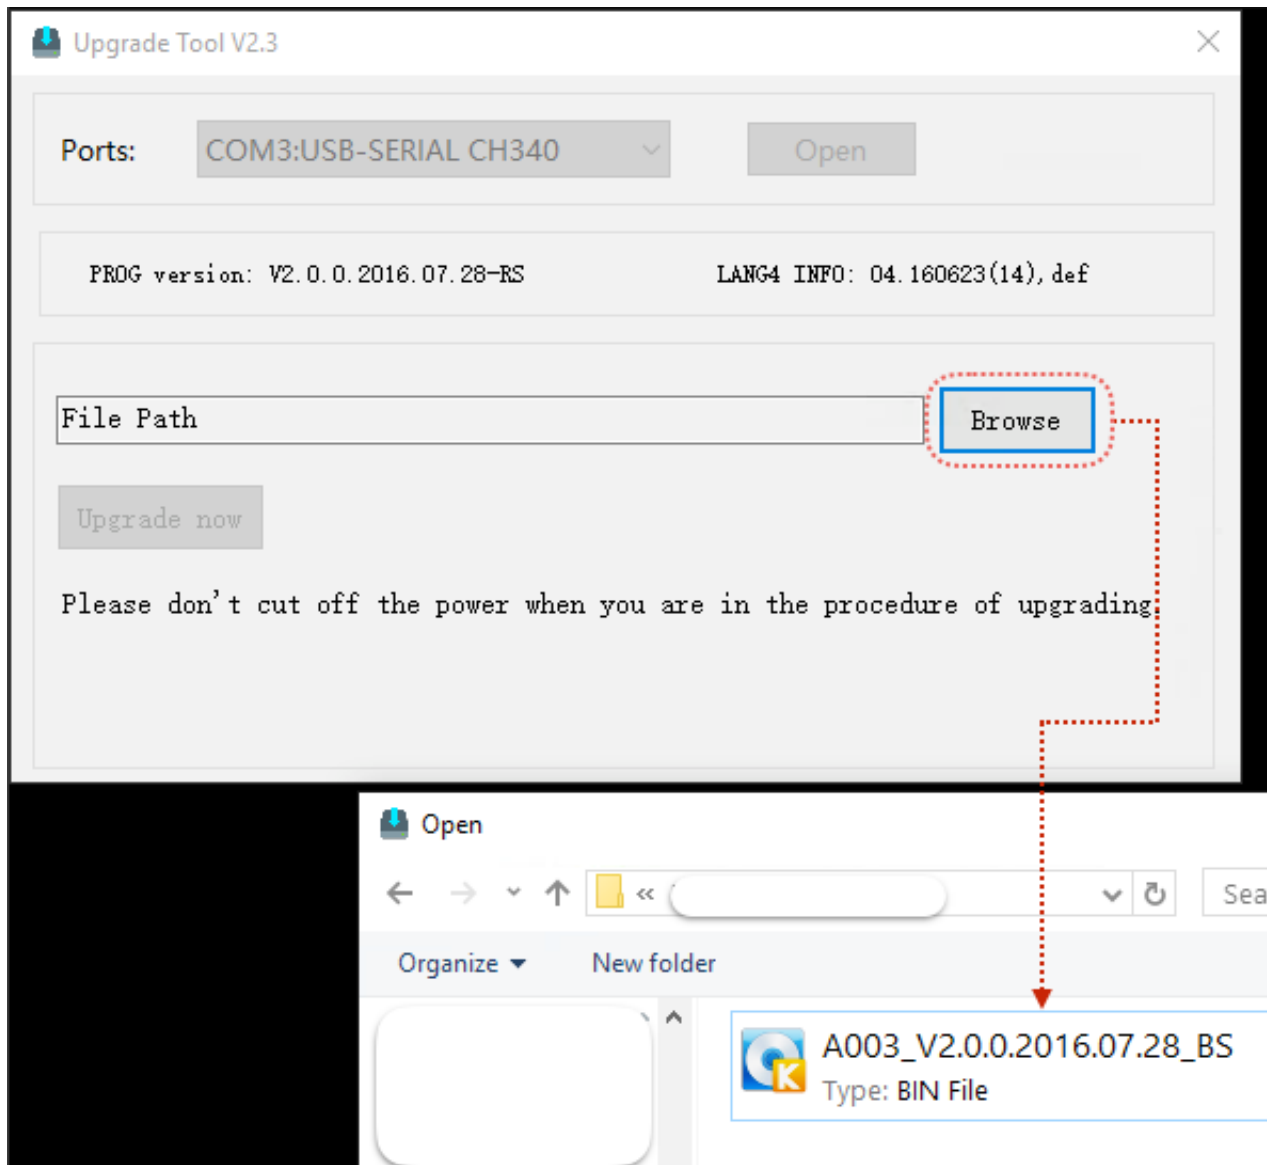 Upgrade Tool V2.3
Ports: COM3:USB-SERIAL CH340 Open
PROG version: V2.0.0.2016.07.28-RS LANG4 INFO: 04.160623(14),def
File Path Browse
Upgrade now
Please don't cut off the power when you are in the procedure of upgrading.
Open
Sea
Organize New folder
A003_V2.0.0.2016.07.28_BS
Type: BIN File